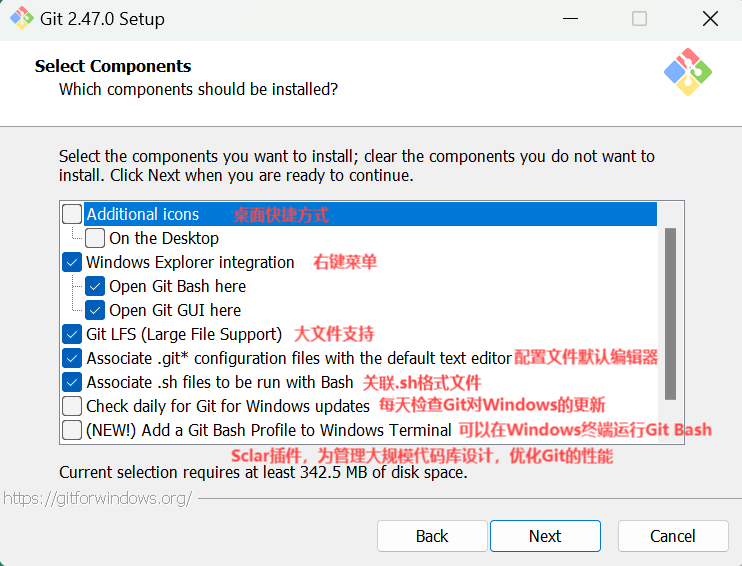 Git 2.47.0 Setup
Select Components
Which components should be installed?
Select the components you want to install; clear the components you do not want to
install. Click Next when you are ready to continue.
Additional icons 桌面快捷方式
On the Desktop
Windows Explorer integration 右键菜单
Open Git Bash here
Open Git GUI here
Git LFS (Large File Support) 大文件支持
Associate .git* configuration files with the default text editor 配置文件默认编辑器
Associate .sh files to be run with Bash 关联.sh格式文件
Check daily for Git for Windows updates 每天检查Git对Windows的更新
(NEW!) Add a Git Bash Profile to Windows Terminal 可以在Windows终端运行Git Bash
Sclar插件，为管理大规模代码库设计，优化Git的性能
Current selection requires at least 342.5 MB of disk space.
https://gitforwindows.org/
Back Next Cancel